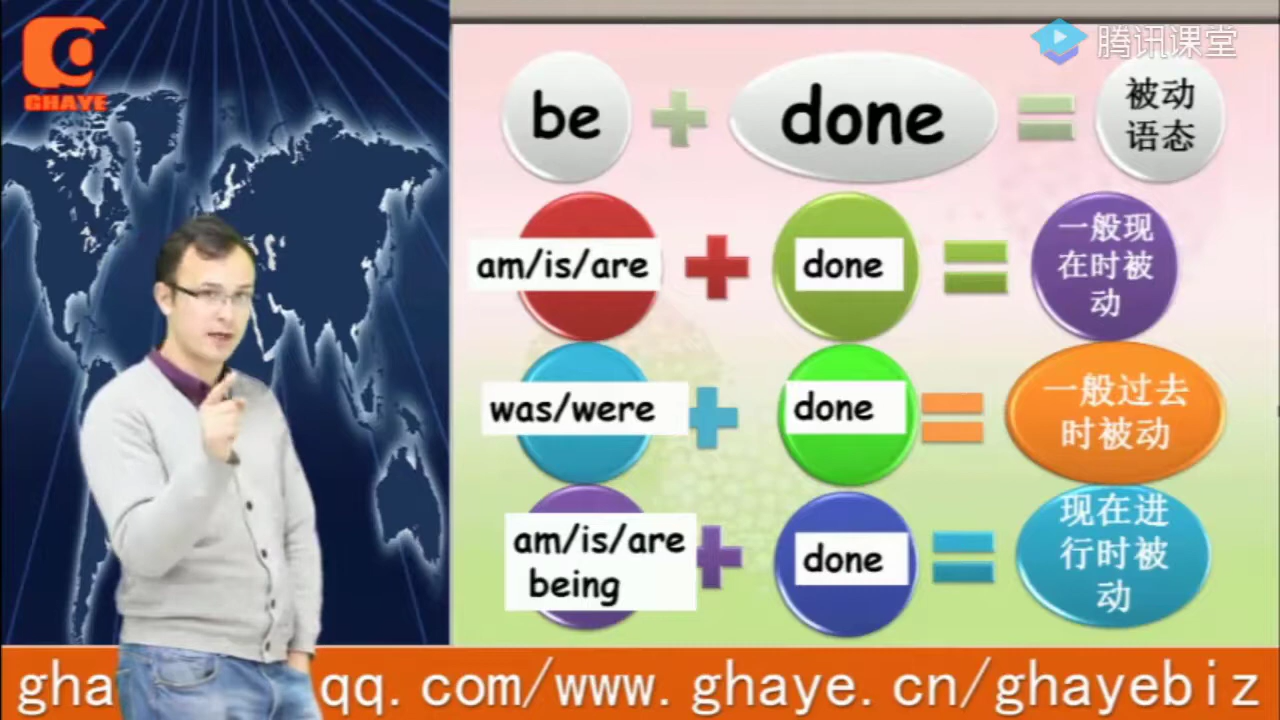 GHAYE
腾讯课堂
be + done = 被动
语态
am/is/are + done = 一般现
在时被
动
was/were + done = 一般过去
时被动
am/is/are
being + done = 现在进
行时被
动
gha qq. com/www. ghaye. cn/ghayebiz